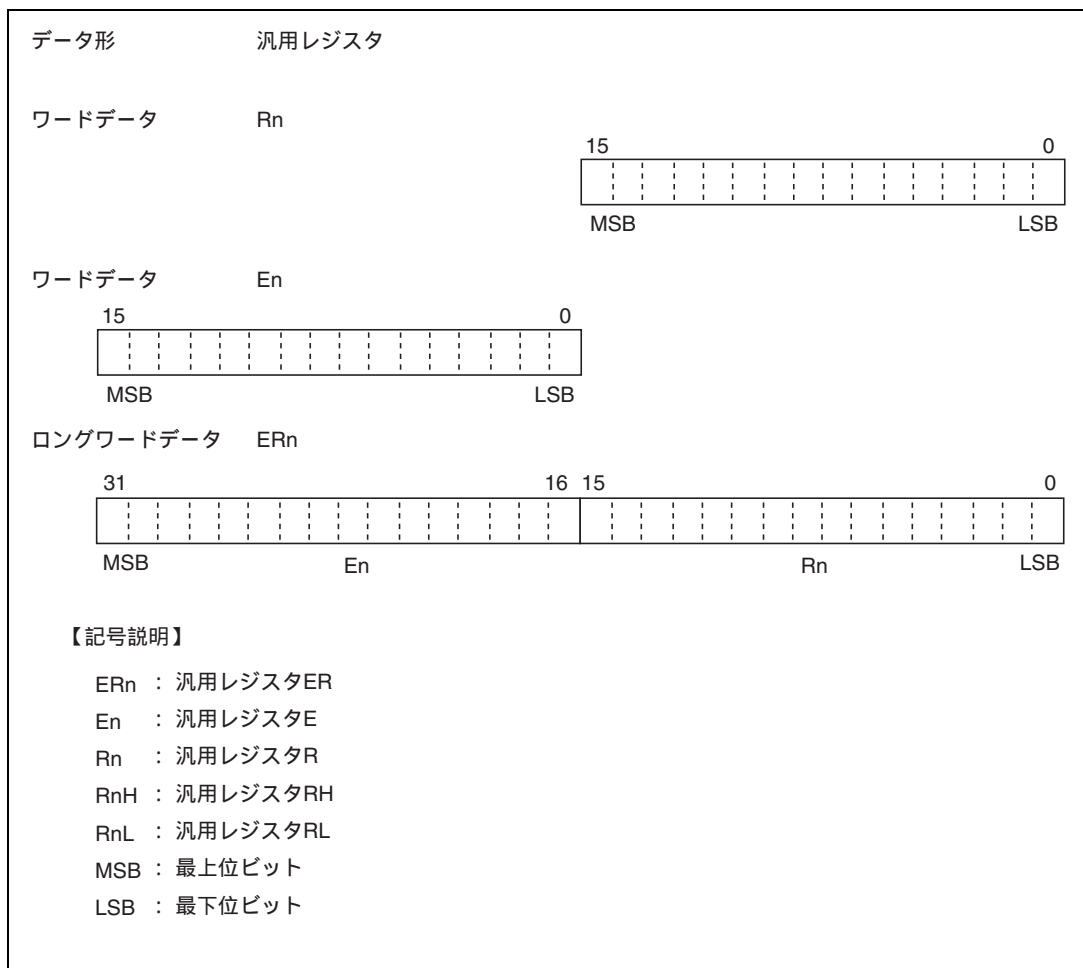 データ形 汎用レジスタ
ワードデータ Rn
15 0
MSB LSB
ワードデータ En
15 0
MSB LSB
ロングワードデータ ERn
31 16 15 0
MSB En Rn LSB
【記号説明】
ERn : 汎用レジスタER
En : 汎用レジスタE
Rn : 汎用レジスタR
RnH : 汎用レジスタRH
RnL : 汎用レジスタRL
MSB : 最上位ビット
LSB : 最下位ビット